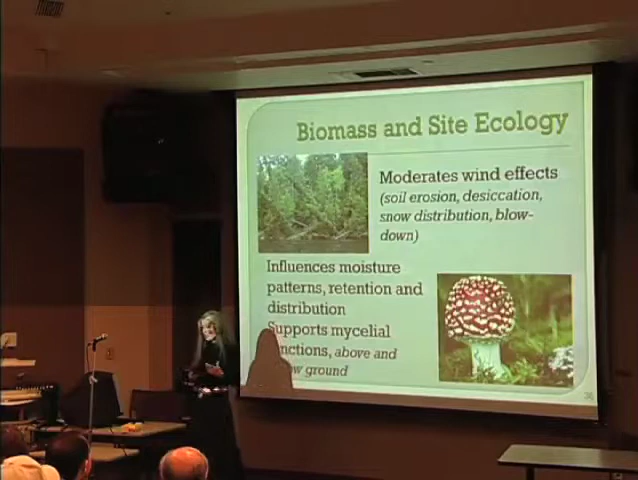 Biomass and Site Ecology
Moderates wind effects
(soil erosion, desiccation,
snow distribution, blow-
down)
Influences moisture
patterns, retention and
distribution
Supports mycelial
nctions, above and
w ground